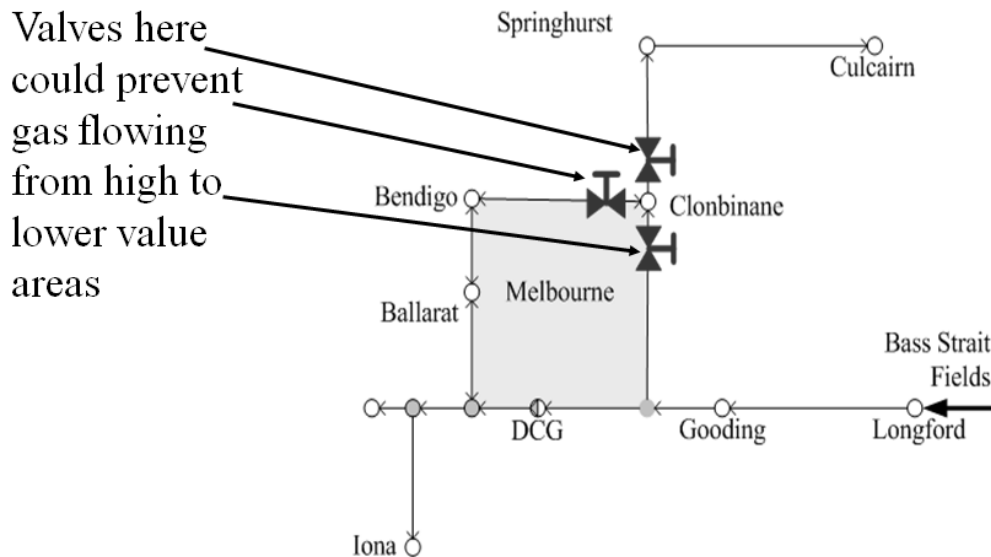 Valves here
could prevent
gas flowing
from high to
lower value
areas
Springhurst
Culcairn
Bendigo
Clonbinane
Melbourne
Ballarat
Bass Strait
Fields
DCG
Gooding
Longford
Iona